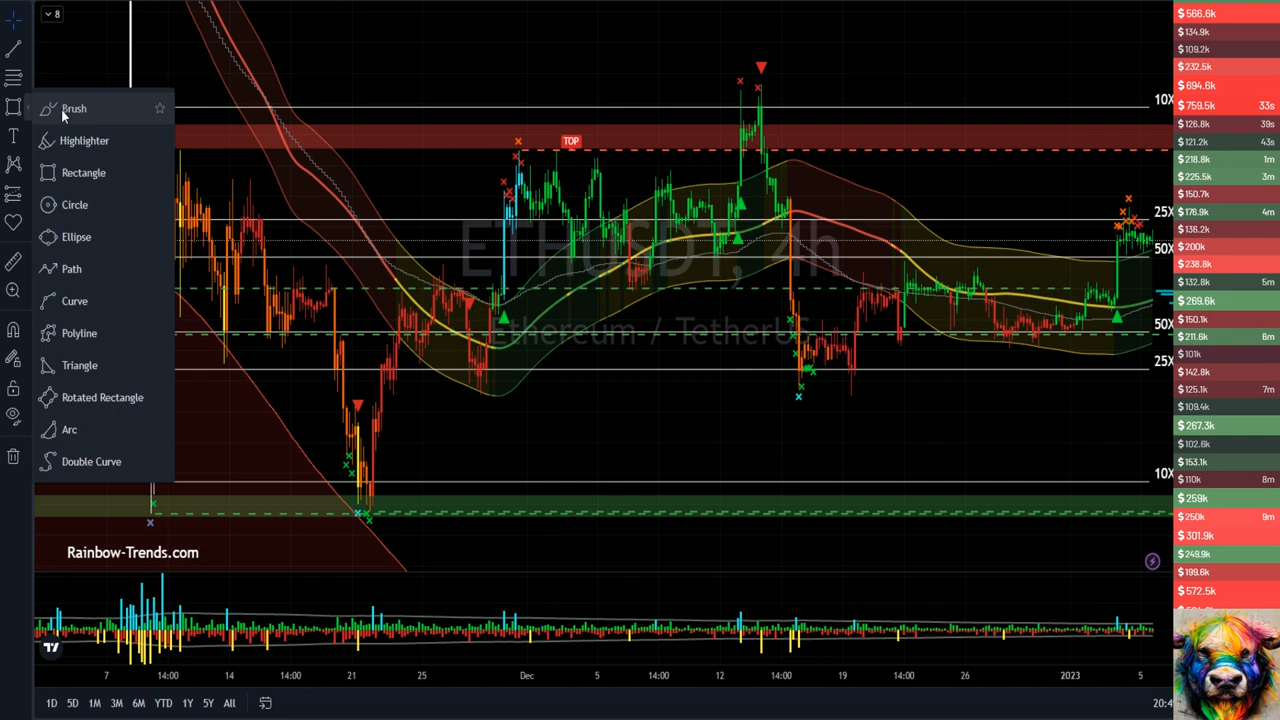 8
Brush
Highlighter
Rectangle
Circle
Ellipse
Path
Curve
Polyline
Triangle
Rotated Rectangle
Arc
Double Curve
TOP
ETHUSDT, 4h
Ethereum / TetherUS
10X
25X
50X
50X
25X
10X
Rainbow-Trends.com
7 14:00 14 14:00 21 25 Dec 5 14:00 12 14:00 19 14:00 26 2023 5
1D 5D 1M 3M 6M YTD 1Y 5Y All
$566.6k
$134.9k
$109.2k
$232.5k
$694.6k
$759.5k 33s
$126.8k 39s
$121.2k 43s
$218.8k 1m
$225.5k 3m
$150.7k
$176.9k 4m
$136.2k
$200k
$238.8k
$132.8k 5m
$269.6k
$150.1k
$211.6k 6m
$101k
$142.8k
$125.1k 7m
$109.4k
$267.3k
$102.6k
$153.1k
$110k 8m
$259k
$250k 9m
$301.9k
$249.9k
$199.6k
$572.5k